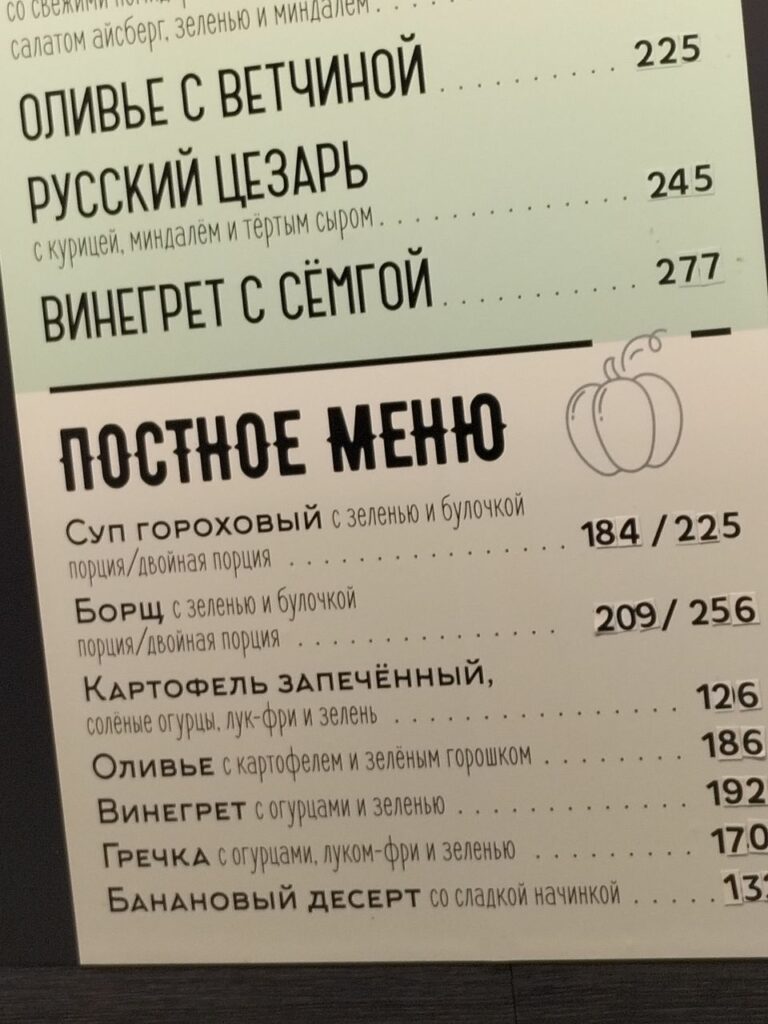 со свежими
салатом айсберг, зеленью и миндалём
ОЛИВЬЕ С ВЕТЧИНОЙ 225
РУССКИЙ ЦЕЗАРЬ
с курицей, миндалём и тёртым сыром 245
ВИНЕГРЕТ С СЁМГОЙ 277
ПОСТНОЕ МЕНЮ
СУП ГОРОХОВЫЙ с зеленью и булочкой
порция/двойная порция 184 / 225
БОРЩ с зеленью и булочкой
порция/двойная порция 209/ 256
КАРТОФЕЛЬ ЗАПЕЧЁННЫЙ,
солёные огурцы, лук-фри и зелень 126
ОЛИВЬЕ с картофелем и зелёным горошком 186
ВИНЕГРЕТ с огурцами и зеленью 192
ГРЕЧКА с огурцами, луком-фри и зеленью 170
БАНАНОВЫЙ ДЕСЕРТ со сладкой начинкой